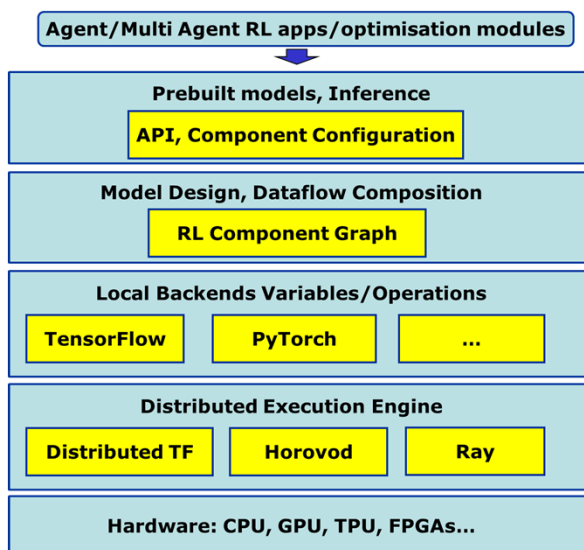 Agent/Multi Agent RL apps/optimisation modules
Prebuilt models, Inference
API, Component Configuration
Model Design, Dataflow Composition
RL Component Graph
Local Backends Variables/Operations
TensorFlow PyTorch ...
Distributed Execution Engine
Distributed TF Horovod Ray
Hardware: CPU, GPU, TPU, FPGAs...